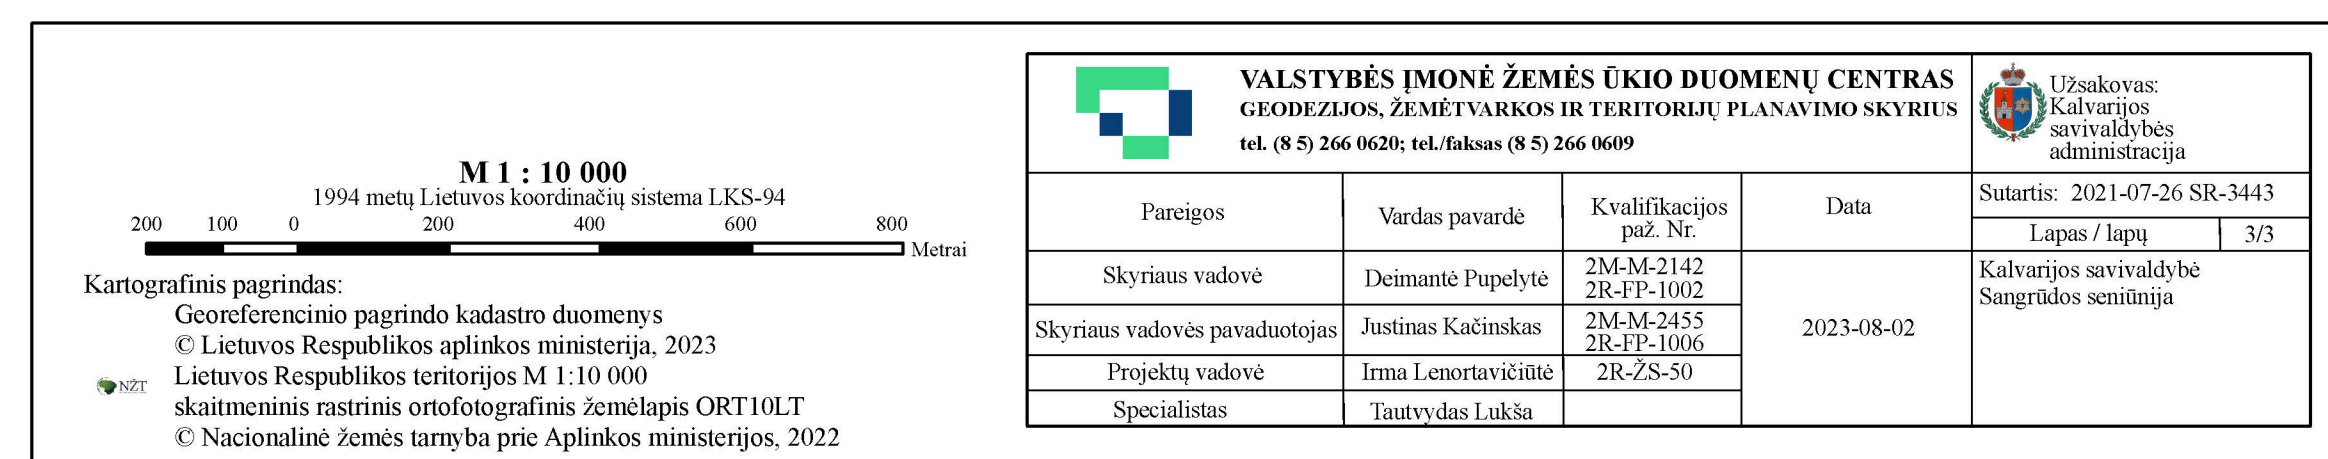 M 1 : 10 000
1994 metų Lietuvos koordinačių sistema LKS-94
200 100 0 200 400 600 800
Metrai
Kartografinis pagrindas:
Georeferencinio pagrindo kadastro duomenys
© Lietuvos Respublikos aplinkos ministerija, 2023
NŽT
Lietuvos Respublikos teritorijos M 1:10 000
skaitmeninis rastrinis ortofotografinis žemėlapis ORT10LT
© Nacionalinė žemės tarnyba prie Aplinkos ministerijos, 2022
VALSTYBĖS ĮMONĖ ŽEMĖS ŪKIO DUOMENŲ CENTRAS
GEODEZIJOS, ŽEMĖTVARKOS IR TERITORIJŲ PLANAVIMO SKYRIUS
tel. (8 5) 266 0620; tel./faksas (8 5) 266 0609
Užsakovas:
Kalvarijos
savivaldybės
administracija
Pareigos
Vardas pavardė
Kvalifikacijos
paž. Nr.
Data
Sutartis: 2021-07-26 SR-3443
Lapas / lapų 3/3
Skyriaus vadovė
Deimantė Pupelytė
2M-M-2142
2R-FP-1002
Skyriaus vadovės pavaduotojas
Justinas Kačinskas
2M-M-2455
2R-FP-1006
2023-08-02
Projektų vadovė
Irma Lenortavičiūtė
2R-ŽS-50
Specialistas
Tautvydas Lukša
Kalvarijos savivaldybė
Sangrūdos seniūnija